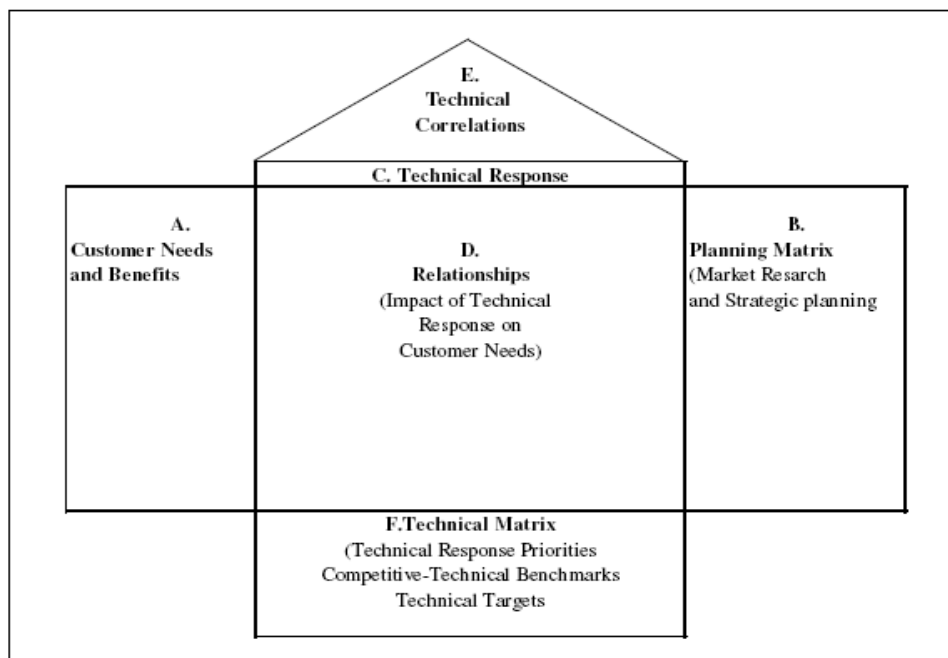 E.
Technical
Correlations
C. Technical Response
A.
Customer Needs
and Benefits
D.
Relationships
(Impact of Technical
Response on
Customer Needs)
B.
Planning Matrix
(Market Resarch
and Strategic planning
F.Technical Matrix
(Technical Response Priorities
Competitive-Technical Benchmarks
Technical Targets